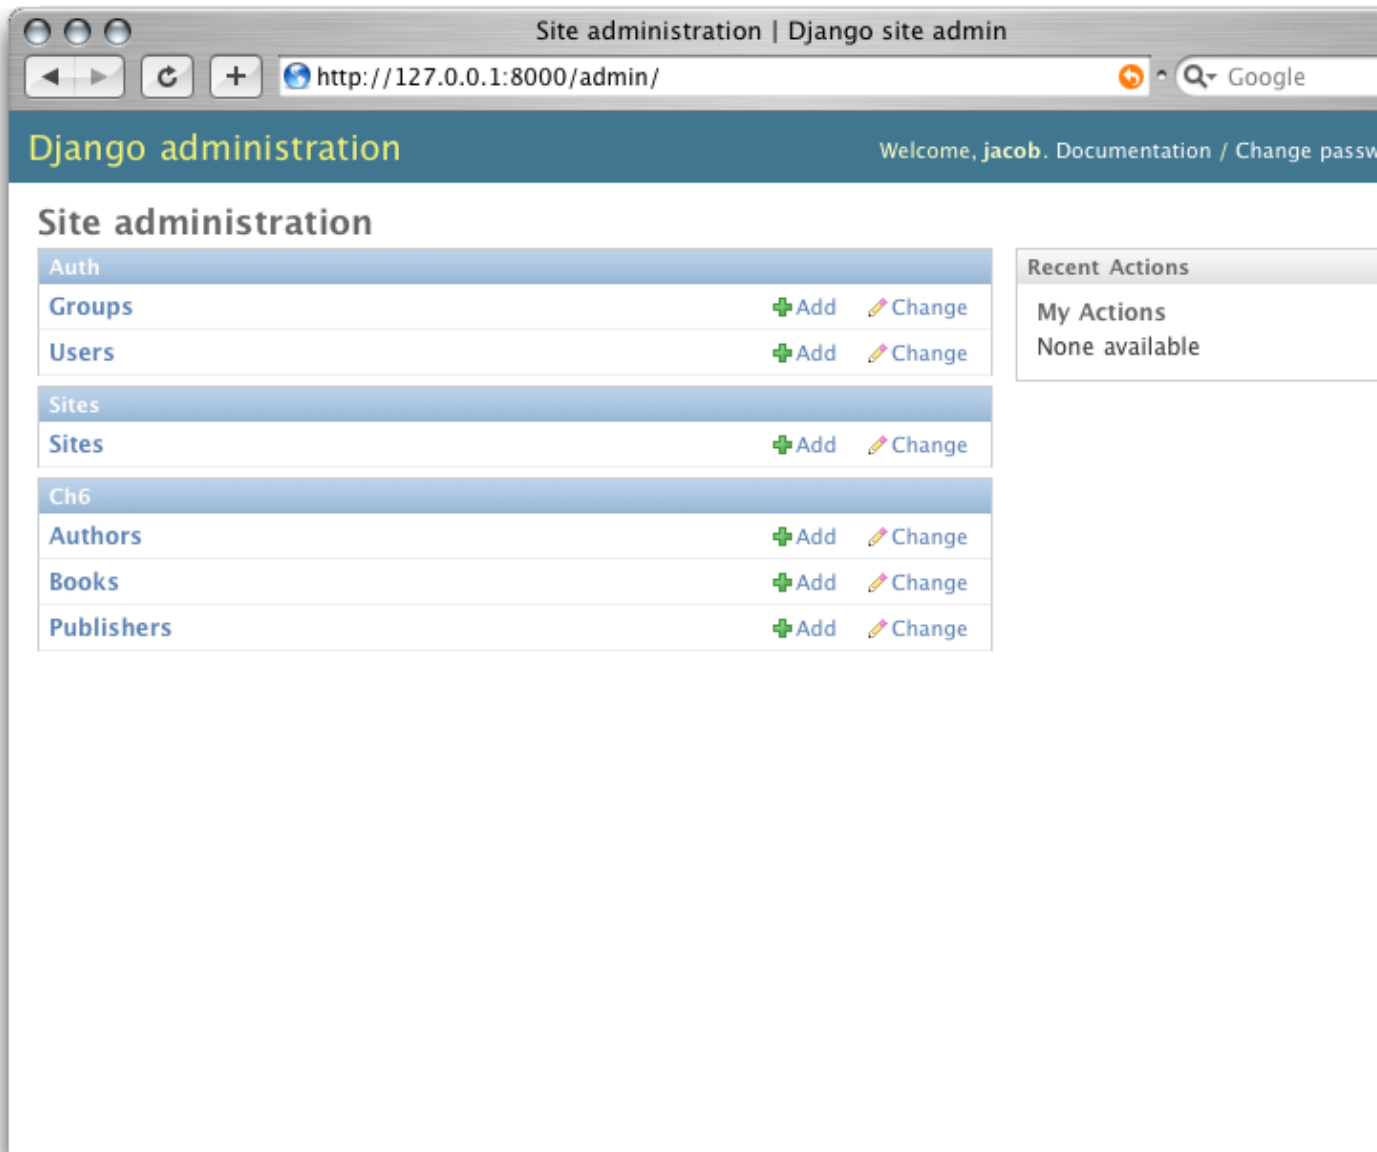 Site administration | Django site admin
http://127.0.0.1:8000/admin/
Google
Django administration
Welcome, jacob. Documentation / Change passw
Site administration
Auth
Groups Add Change
Users Add Change
Sites
Sites Add Change
Ch6
Authors Add Change
Books Add Change
Publishers Add Change
Recent Actions
My Actions
None available